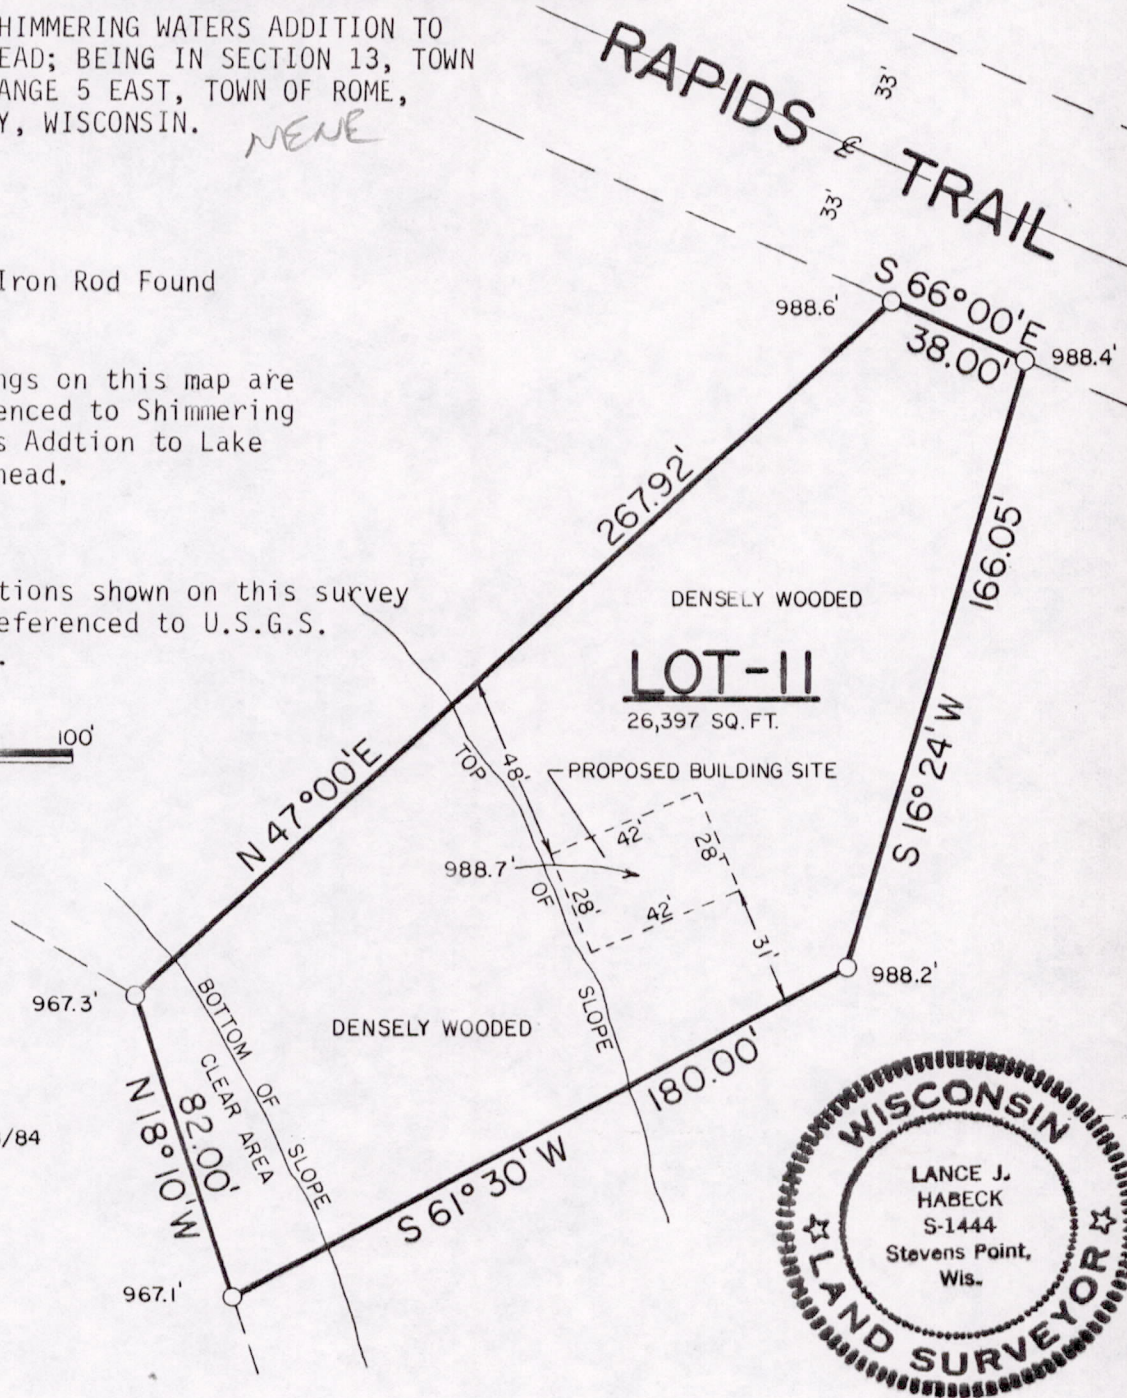 HIMMERING WATERS ADDITION TO
EAD; BEING IN SECTION 13, TOWN
ANGE 5 EAST, TOWN OF ROME,
Y, WISCONSIN.
NENE
RAPIDS ℄ TRAIL
33'
33'
Iron Rod Found
ngs on this map are
enced to Shimmering
s Addtion to Lake
head.
tions shown on this survey
eferenced to U.S.G.S.
.
100'
988.6'
S 66°00'E
38.00'
988.4'
267.92'
N 47°00'E
166.05'
S 16°24'W
DENSELY WOODED
LOT-11
26,397 SQ. FT.
PROPOSED BUILDING SITE
48'
42'
28'
28'
42'
31'
988.7'
TOP OF SLOPE
988.2'
967.3'
BOTTOM OF SLOPE
CLEAR AREA
DENSELY WOODED
82.00'
N 18°10'W
180.00'
S 61°30'W
967.1'
/84
WISCONSIN
LANCE J.
HABECK
S-1444
Stevens Point,
Wis.
☆ LAND SURVEYOR ☆